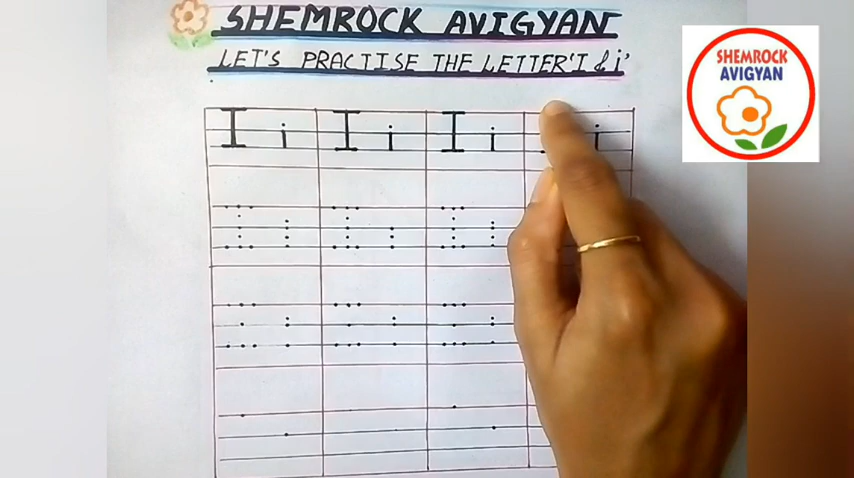 SHEMROCK AVIGYAN
LET'S PRACTISE THE LETTER 'I & i'
SHEMROCK
AVIGYAN
I i I i I i i